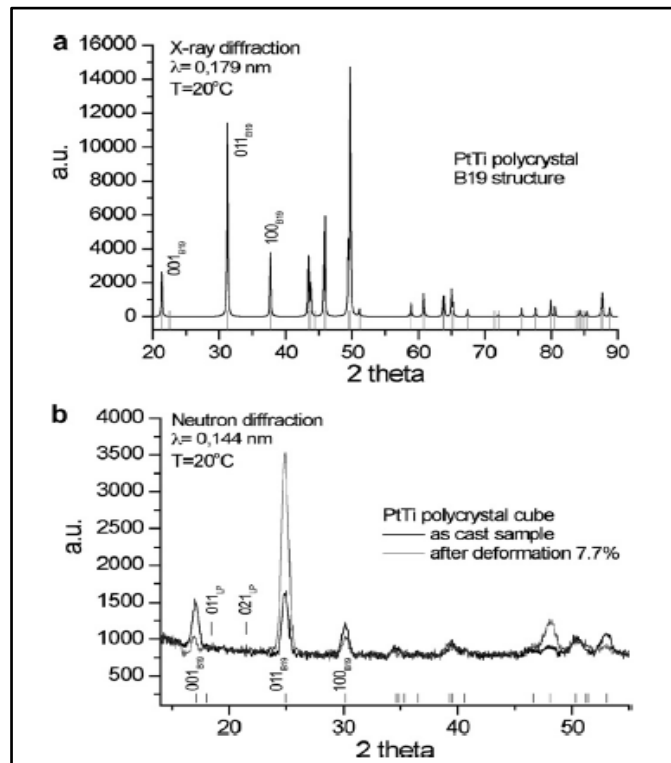 a
X-ray diffraction
λ= 0,179 nm
T=20°C
16000
14000
12000
10000
8000
6000
4000
2000
0
a.u.
001B19
011B19
100B19
PtTi polycrystal
B19 structure
20 30 40 50 60 70 80 90
2 theta
b
Neutron diffraction
λ= 0,144 nm
T=20°C
4000
3500
3000
2500
2000
1500
1000
500
a.u.
PtTi polycrystal cube
as cast sample
after deformation 7.7%
011LP
021LP
001B19
011B19
100B19
20 30 40 50
2 theta